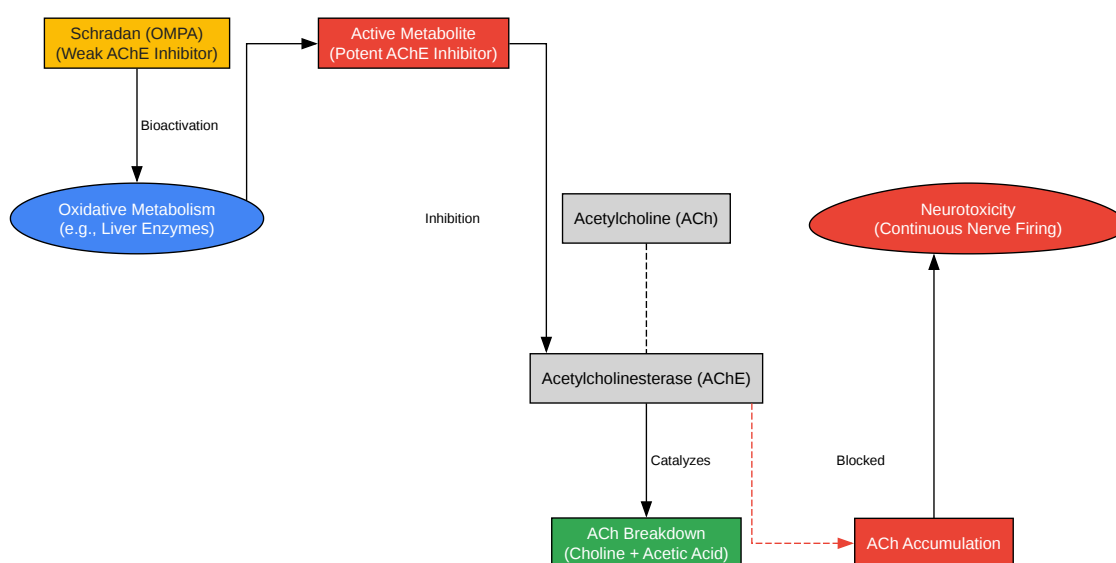 Schradan (OMPA)
(Weak AChE Inhibitor)
Active Metabolite
(Potent AChE Inhibitor)
Bioactivation
Oxidative Metabolism
(e.g., Liver Enzymes)
Inhibition
Acetylcholine (ACh)
Neurotoxicity
(Continuous Nerve Firing)
Acetylcholinesterase (AChE)
Catalyzes
Blocked
ACh Breakdown
(Choline + Acetic Acid)
ACh Accumulation